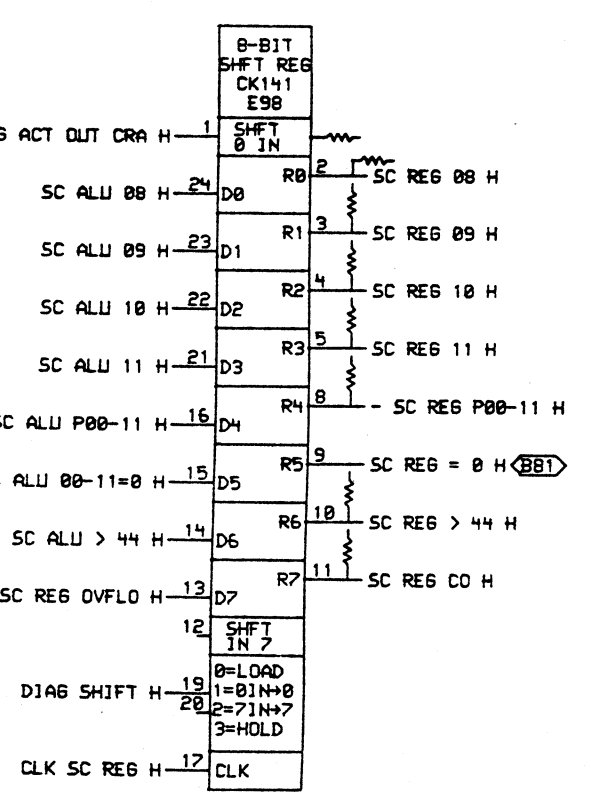 8-BIT
SHFT REG
CK141
E98
ACT OUT CRA H 1 SHFT
0 IN
R0 2 SC REG 08 H
SC ALU 08 H 24 D0
R1 3 SC REG 09 H
SC ALU 09 H 23 D1
R2 4 SC REG 10 H
SC ALU 10 H 22 D2
R3 5 SC REG 11 H
SC ALU 11 H 21 D3
R4 8 - SC REG P00-11 H
SC ALU P00-11 H 16 D4
R5 9 SC REG = 0 H B81
ALU 00-11=0 H 15 D5
R6 10 SC REG > 44 H
SC ALU > 44 H 14 D6
R7 11 SC REG CO H
SC REG OVFLO H 13 D7
12 SHFT
IN 7
0=LOAD
DIAG SHIFT H 19 1=0IN→0
20 2=7IN→7
3=HOLD
CLK SC REG H 17 CLK